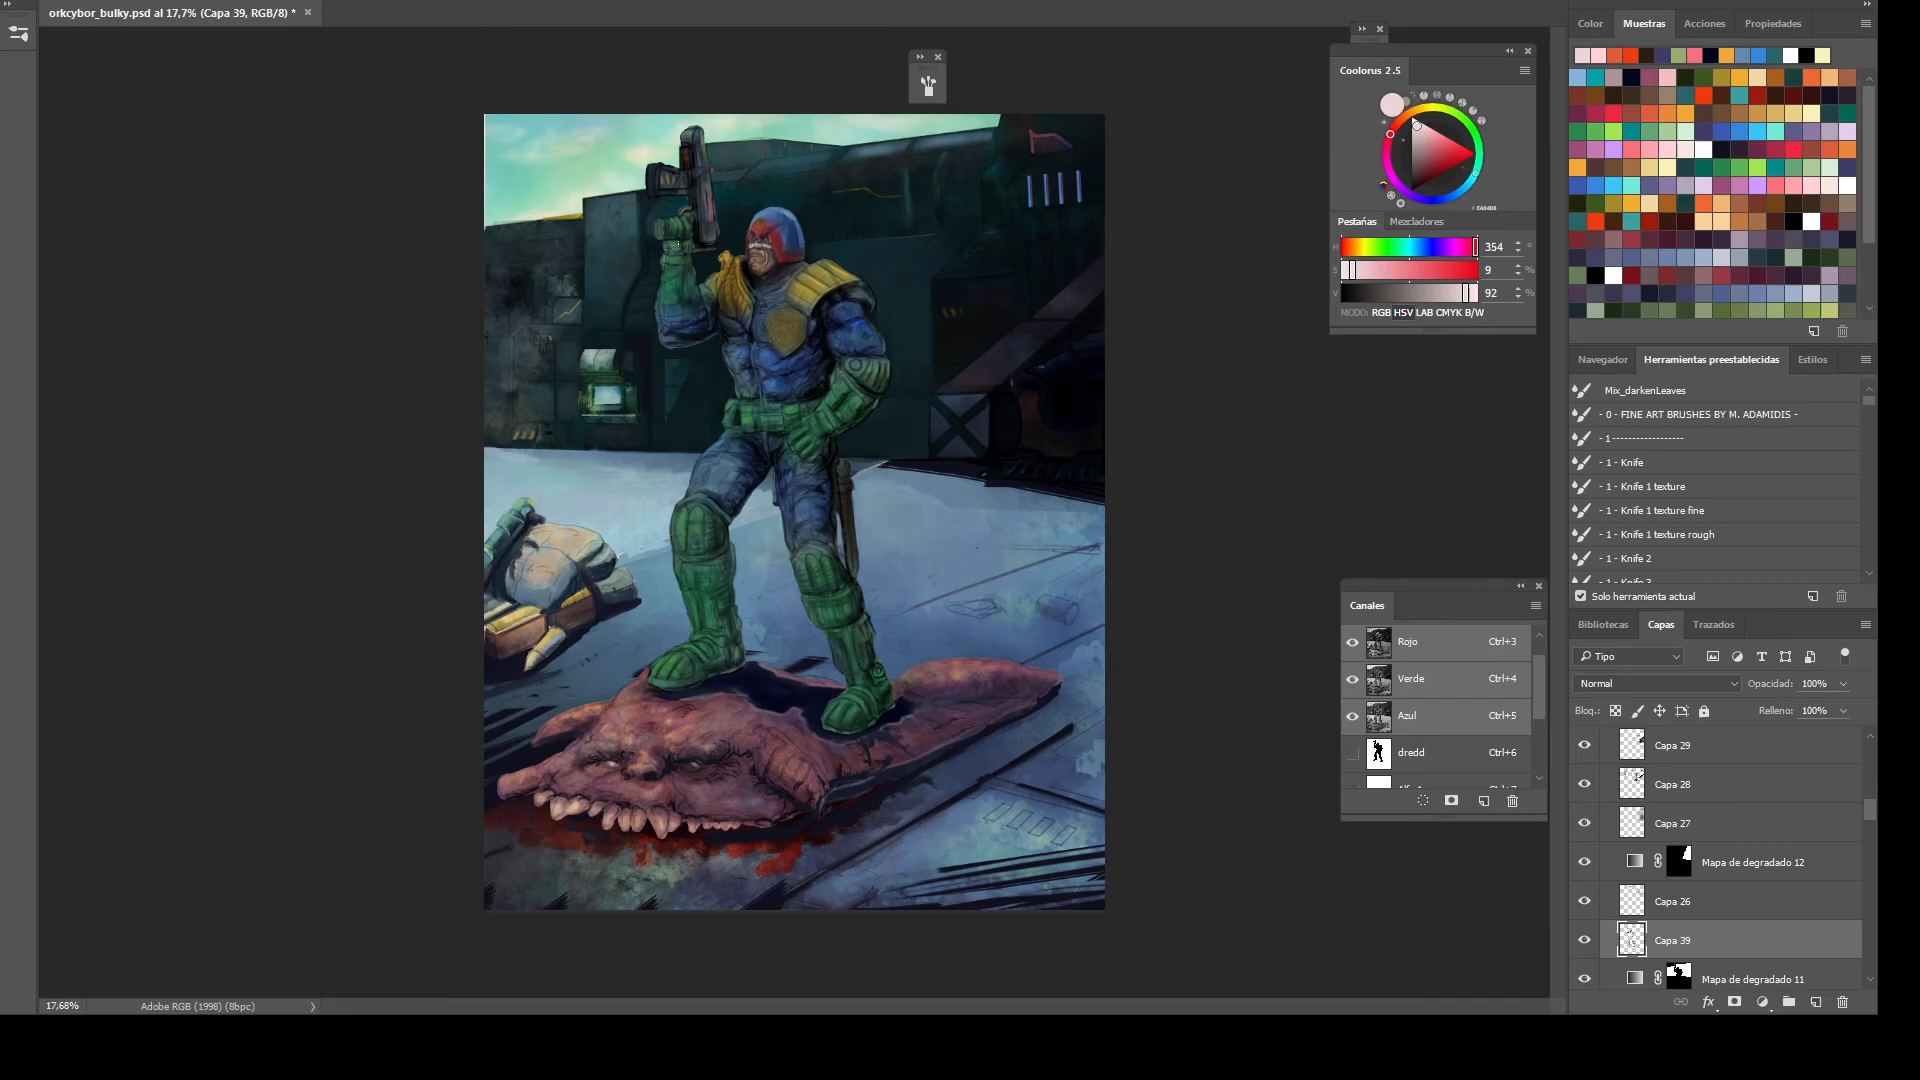 orkcybor_bulky.psd al 17,7% (Capa 39, RGB/8) *
Color Muestras Acciones Propiedades
Coolorus 2.5
Pestañas Mezcladores
H 354 °
S 9 %
V 92 %
MODO: RGB HSV LAB CMYK B/W
Navegador Herramientas preestablecidas Estilos
Mix_darkenLeaves
- 0 - FINE ART BRUSHES BY M. ADAMIDIS -
- 1 ------------------
- 1 - Knife
- 1 - Knife 1 texture
- 1 - Knife 1 texture fine
- 1 - Knife 1 texture rough
- 1 - Knife 2
- 1 - Knife 3
Solo herramienta actual
Canales
Rojo Ctrl+3
Verde Ctrl+4
Azul Ctrl+5
dredd Ctrl+6
Bibliotecas Capas Trazados
Tipo
Normal Opacidad: 100%
Bloq.: Relleno: 100%
Capa 29
Capa 28
Capa 27
Mapa de degradado 12
Capa 26
Capa 39
Mapa de degradado 11
fx
17,68% Adobe RGB (1998) (8bpc)